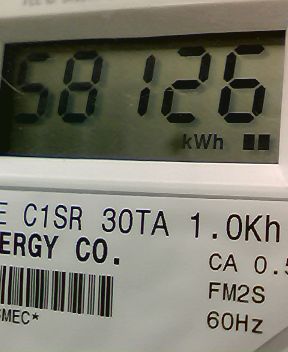 58126
kWh
E C1SR 30TA 1.0Kh
ERGY CO.
CA 0.5
FM2S
MEC*
60Hz